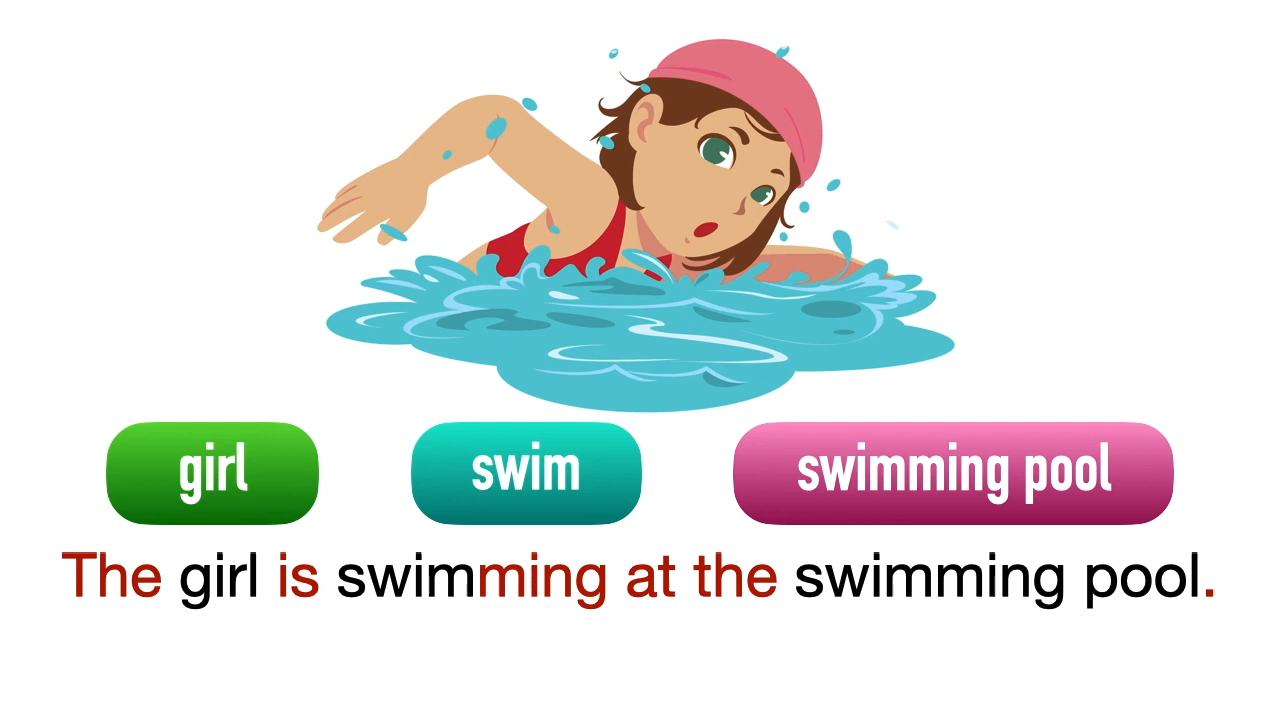 girl swim swimming pool
The girl is swimming at the swimming pool.